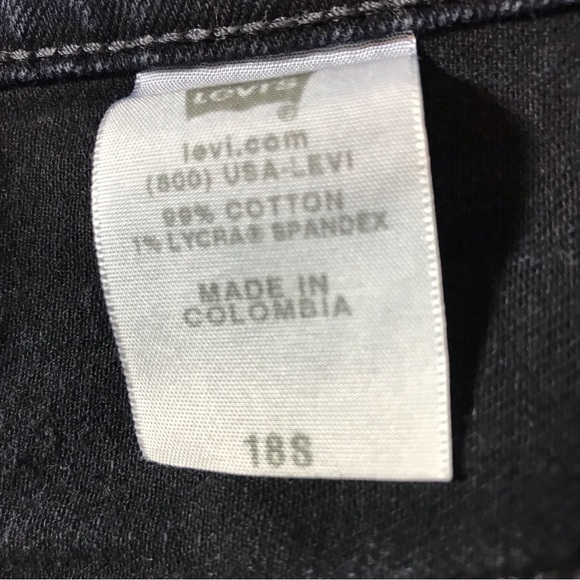 LEVI'S
®
levi.com
(800) USA-LEVI
99% COTTON
1% LYCRA® SPANDEX
MADE IN
COLOMBIA
18S